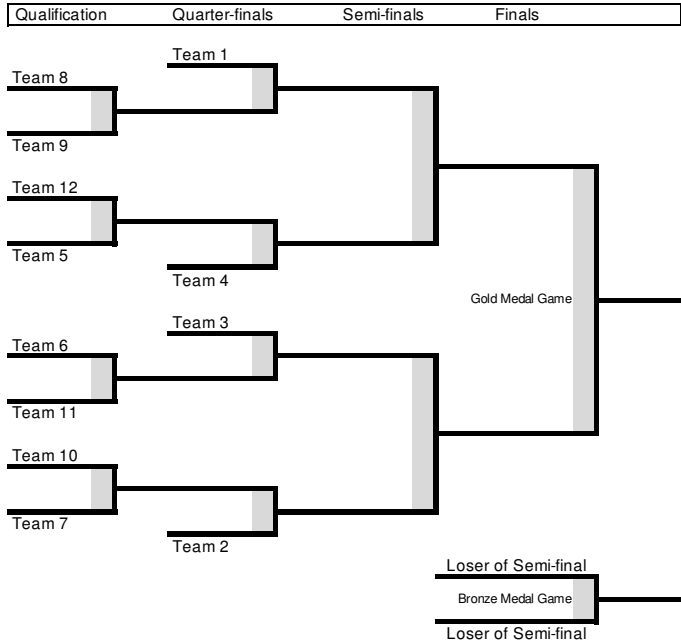 Qualification Quarter-finals Semi-finals Finals
Team 1
Team 8
Team 9
Team 12
Team 5
Team 4
Gold Medal Game
Team 3
Team 6
Team 11
Team 10
Team 7
Team 2
Loser of Semi-final
Bronze Medal Game
Loser of Semi-final